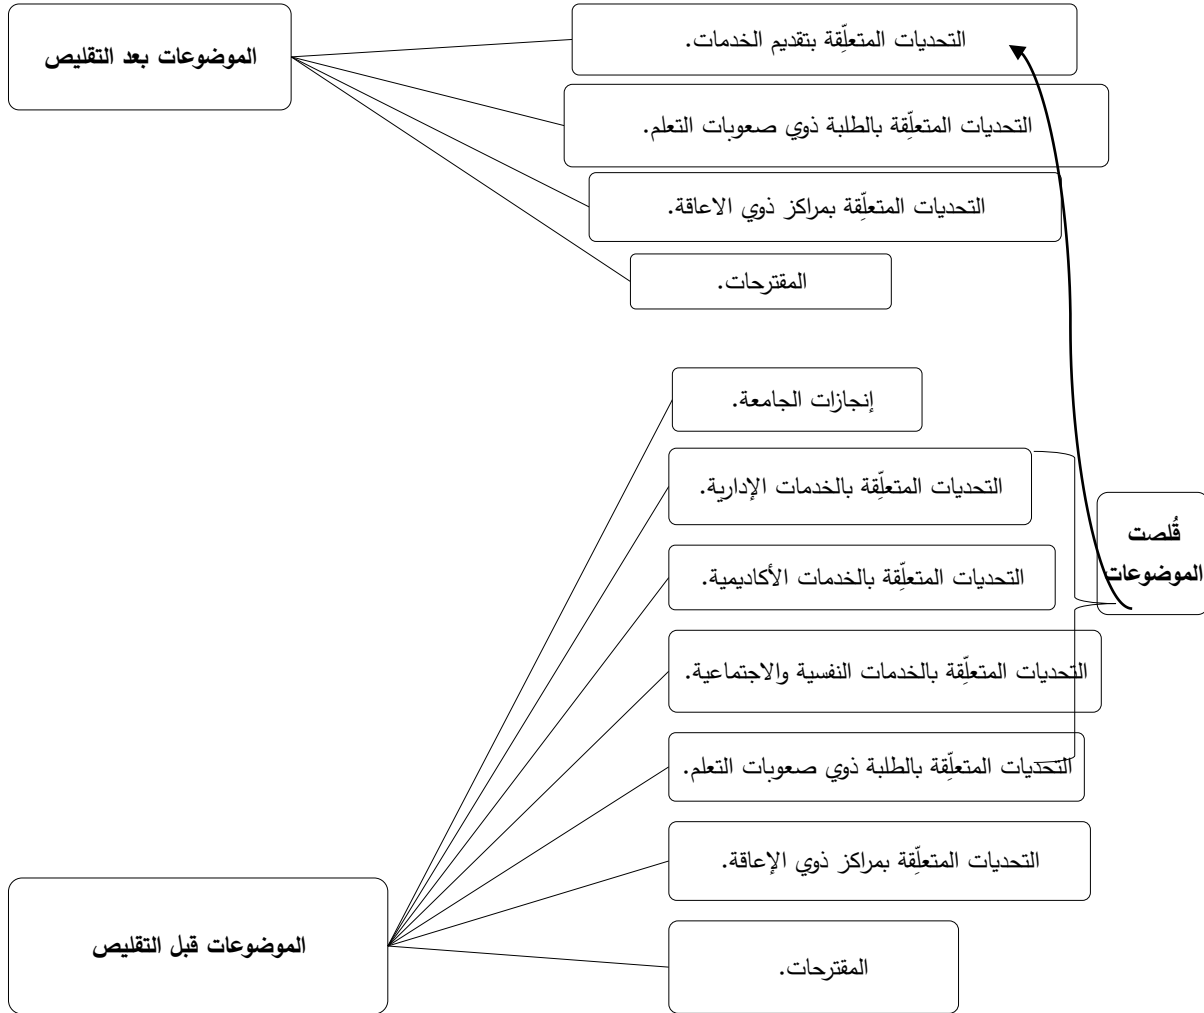 الموضوعات بعد التقليص
التحديات المتعلّقة بتقديم الخدمات.
التحديات المتعلّقة بالطلبة ذوي صعوبات التعلم.
التحديات المتعلّقة بمراكز ذوي الاعاقة.
المقترحات.
إنجازات الجامعة.
التحديات المتعلّقة بالخدمات الإدارية.
قُلصت
الموضوعات
التحديات المتعلّقة بالخدمات الأكاديمية.
التحديات المتعلّقة بالخدمات النفسية والاجتماعية.
التحديات المتعلّقة بالطلبة ذوي صعوبات التعلم.
التحديات المتعلّقة بمراكز ذوي الإعاقة.
الموضوعات قبل التقليص
المقترحات.